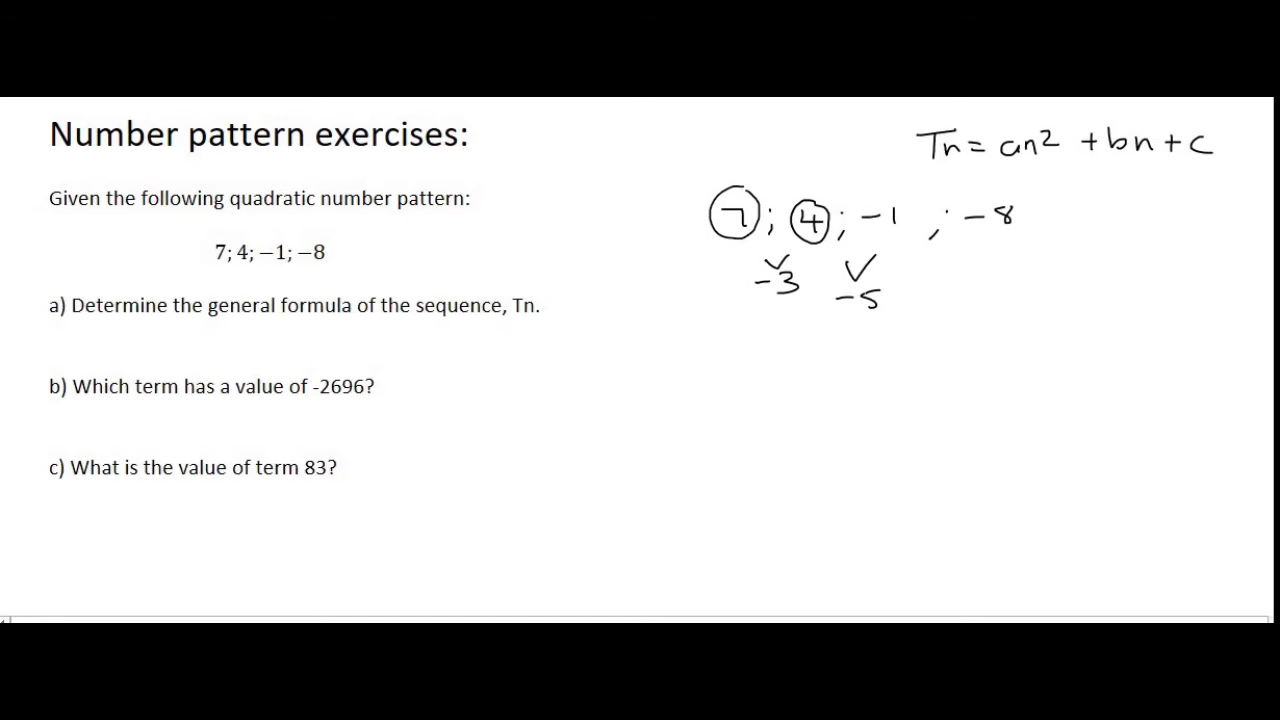 Number pattern exercises:
Tn = an² + bn + c
Given the following quadratic number pattern:
7; 4; −1; −8
7 ; 4 ; −1 ; −8
−3 −5
a) Determine the general formula of the sequence, Tn.
b) Which term has a value of -2696?
c) What is the value of term 83?